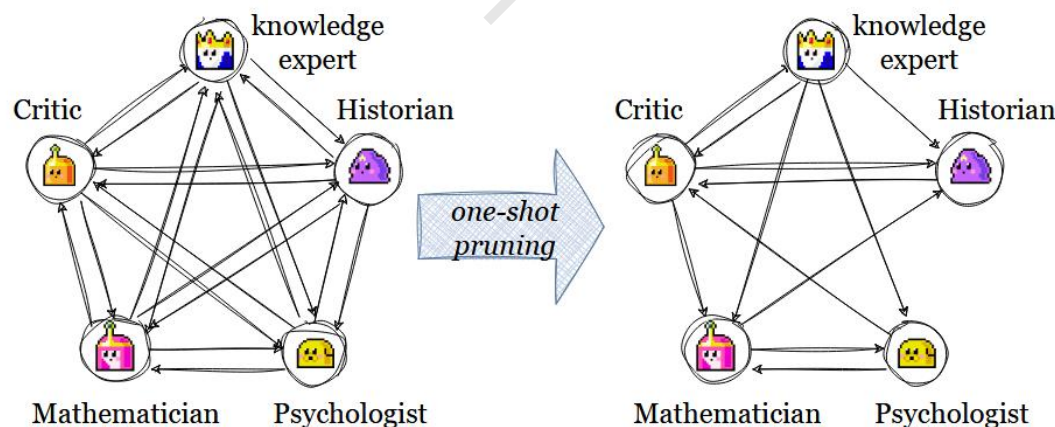 knowledge
expert
Critic
Historian
Mathematician
Psychologist
one-shot
pruning
knowledge
expert
Critic
Historian
Mathematician
Psychologist